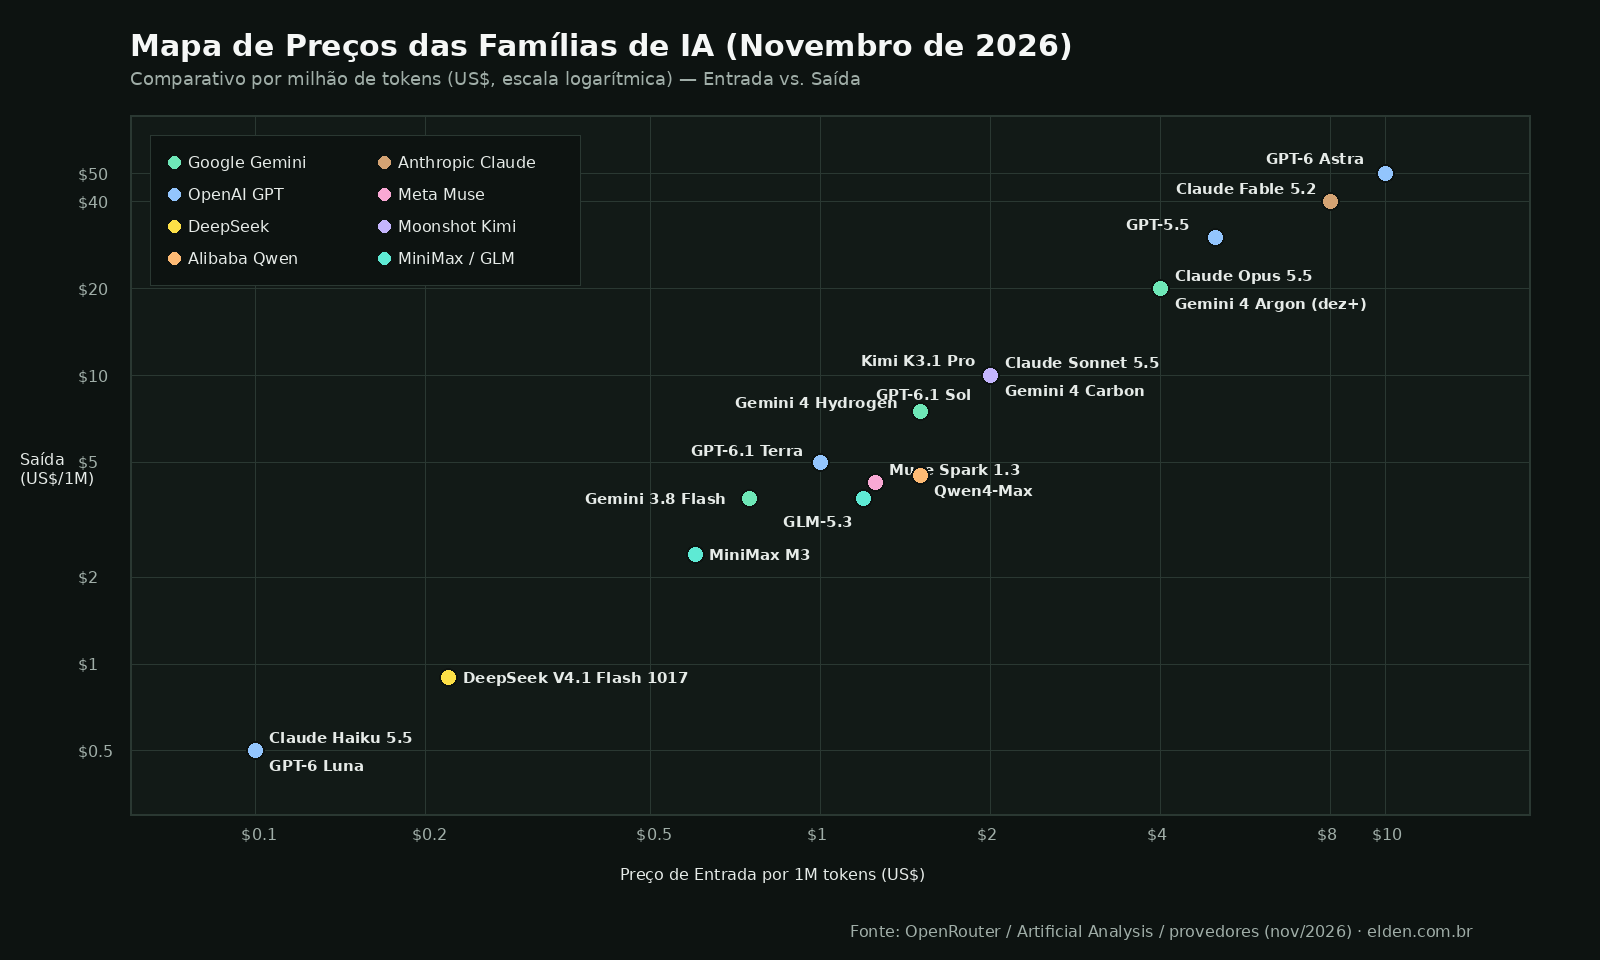 Mapa de Preços das Famílias de IA (Novembro de 2026)
Comparativo por milhão de tokens (US$, escala logarítmica) — Entrada vs. Saída
Google Gemini
OpenAI GPT
DeepSeek
Alibaba Qwen
Anthropic Claude
Meta Muse
Moonshot Kimi
MiniMax / GLM
$50
$40
$20
$10
$5
$2
$1
$0.5
Saída
(US$/1M)
GPT-6 Astra
Claude Fable 5.2
GPT-5.5
Claude Opus 5.5
Gemini 4 Argon (dez+)
Kimi K3.1 Pro
Claude Sonnet 5.5
Gemini 4 Carbon
GPT-6.1 Sol
Gemini 4 Hydrogen
GPT-6.1 Terra
Muse Spark 1.3
Qwen4-Max
Gemini 3.8 Flash
GLM-5.3
MiniMax M3
DeepSeek V4.1 Flash 1017
Claude Haiku 5.5
GPT-6 Luna
$0.1
$0.2
$0.5
$1
$2
$4
$8
$10
Preço de Entrada por 1M tokens (US$)
Fonte: OpenRouter / Artificial Analysis / provedores (nov/2026) · elden.com.br